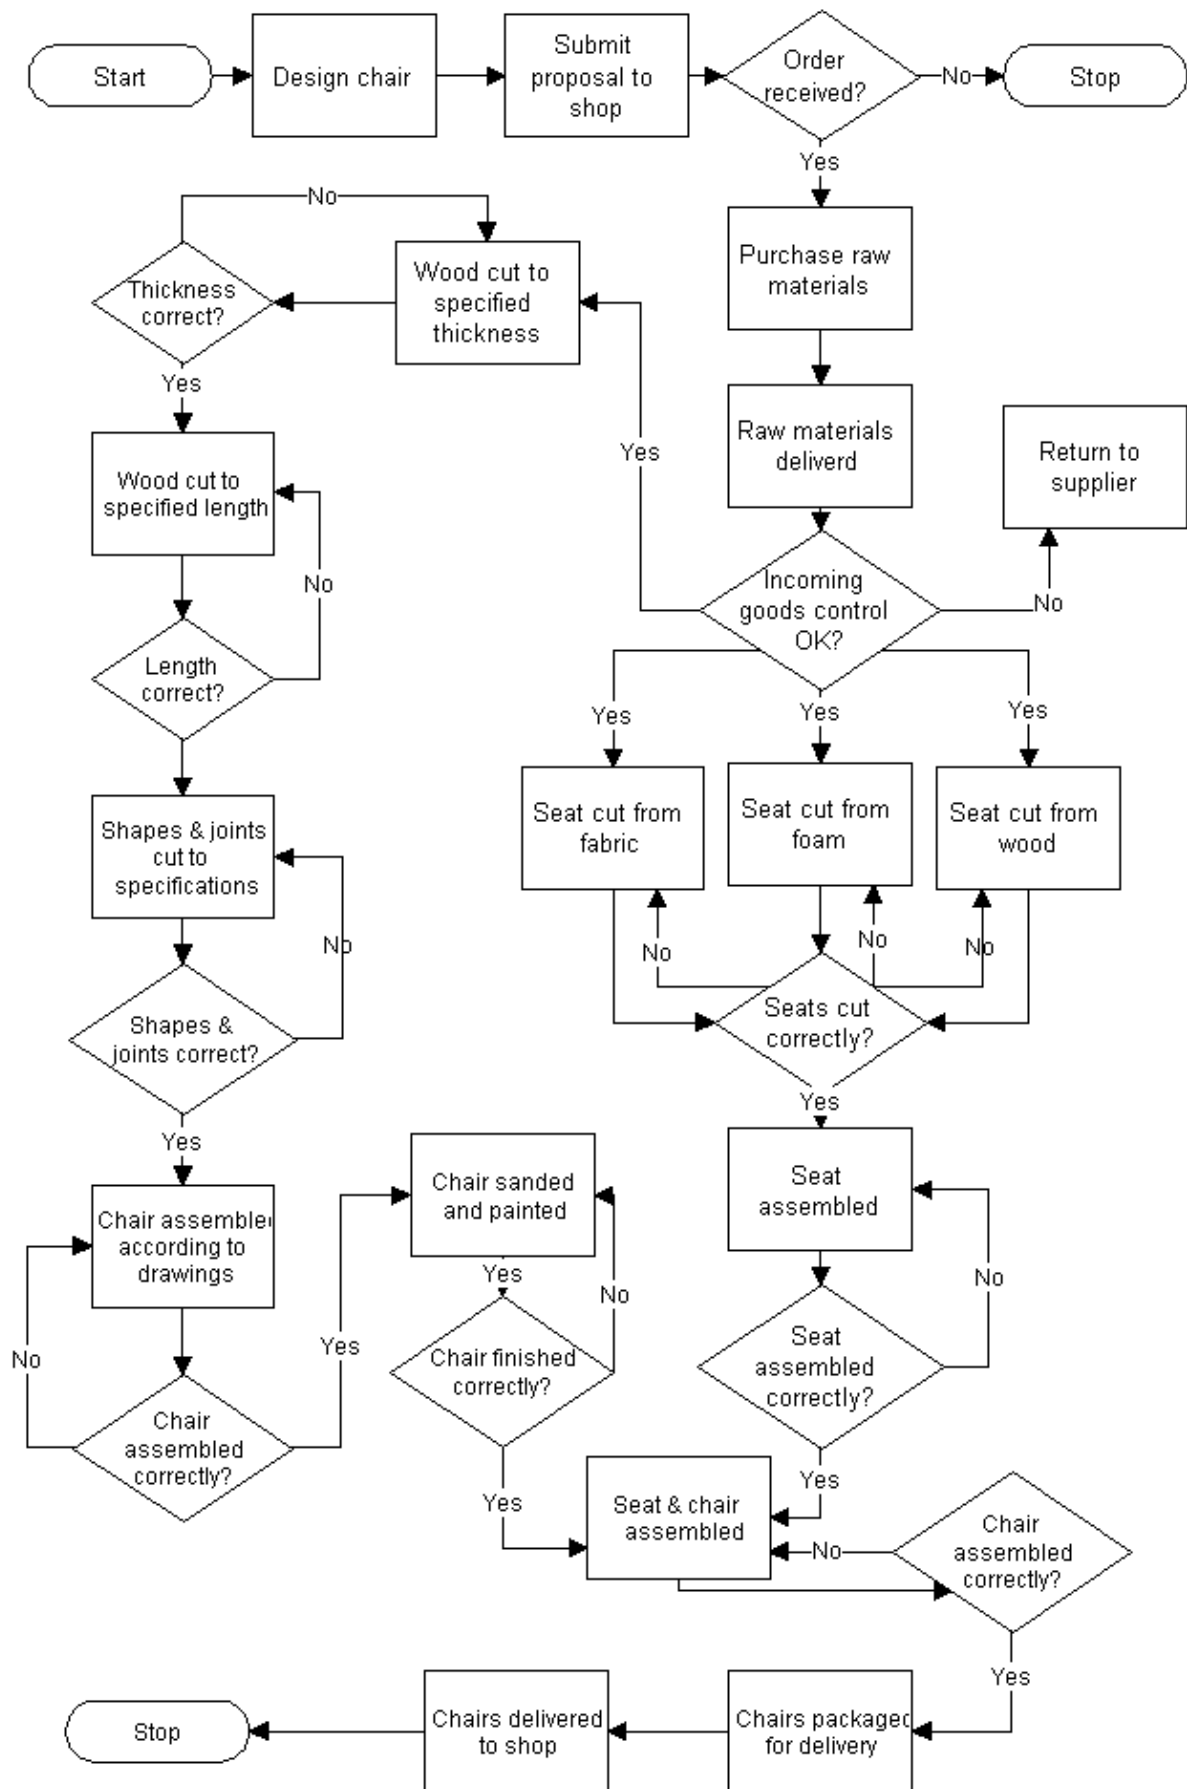 Start
Design chair
Submit
proposal to
shop
Order
received?
No
Stop
Yes
No
Purchase raw
materials
Wood cut to
specified
thickness
Thickness
correct?
Yes
Raw materials
deliverd
Return to
supplier
Yes
Wood cut to
specified length
No
Incoming
goods control
OK?
No
Length
correct?
Yes
Yes
Yes
Seat cut from
fabric
Seat cut from
foam
Seat cut from
wood
Shapes & joints
cut to
specifications
No
No
No
No
Seats cut
correctly?
Shapes &
joints correct?
Yes
Yes
Chair sanded
and painted
Seat
assembled
Chair assembled
according to
drawings
Yes
No
No
No
Yes
Chair finished
correctly?
Seat
assembled
correctly?
Chair
assembled
correctly?
Yes
Yes
Seat & chair
assembled
No
Chair
assembled
correctly?
Yes
Stop
Chairs delivered
to shop
Chairs packaged
for delivery